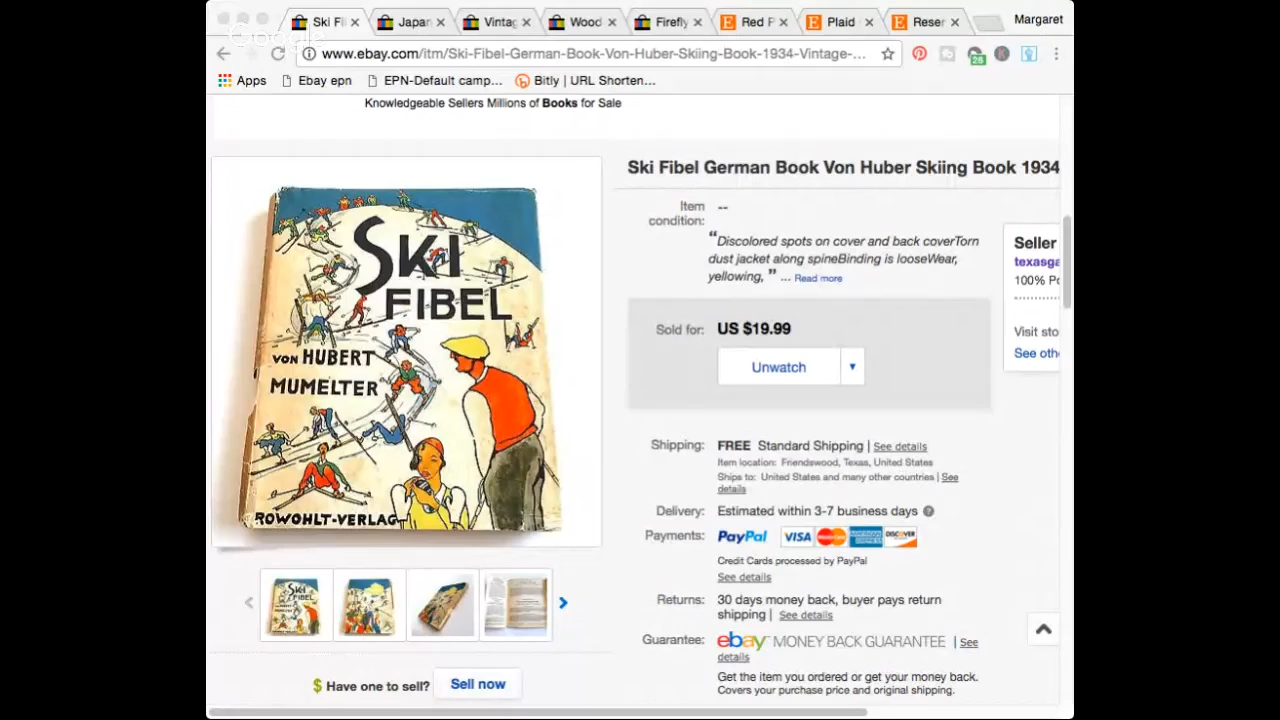 Ski Fi
Japan
Vintag
Wood
Firefly
Red P
Plaid
Reser
Margaret
Google
www.ebay.com/itm/Ski-Fibel-German-Book-Von-Huber-Skiing-Book-1934-Vintage-...
28
Apps
Ebay epn
EPN-Default camp...
Bitly | URL Shorten...
Knowledgeable Sellers Millions of Books for Sale
SKI
FIBEL
VON HUBERT
MUMELTER
ROWOHLT-VERLAG
Have one to sell? Sell now
Ski Fibel German Book Von Huber Skiing Book 1934
Item condition: --
"Discolored spots on cover and back coverTorn
dust jacket along spineBinding is looseWear,
yellowing, " ... Read more
Sold for: US $19.99
Unwatch
Shipping: FREE Standard Shipping | See details
Item location: Friendswood, Texas, United States
Ships to: United States and many other countries | See
details
Delivery: Estimated within 3-7 business days
Payments: PayPal VISA MasterCard AMERICAN EXPRESS DISCOVER
Credit Cards processed by PayPal
See details
Returns: 30 days money back, buyer pays return
shipping | See details
Guarantee: ebay MONEY BACK GUARANTEE | See
details
Get the item you ordered or get your money back.
Covers your purchase price and original shipping.
Seller
texasga
100% Po
Visit sto
See oth